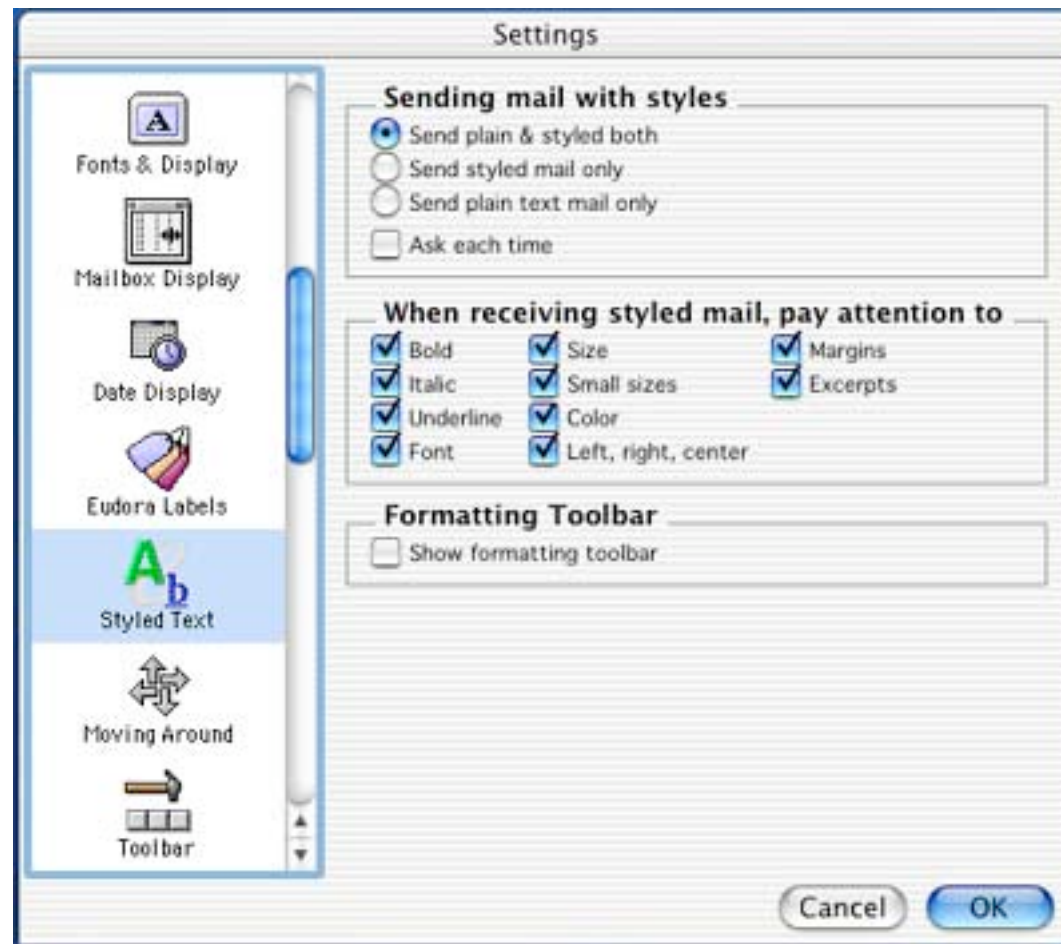 Settings
Fonts & Display
Mailbox Display
Date Display
Eudora Labels
Styled Text
Moving Around
Toolbar
Sending mail with styles
Send plain & styled both
Send styled mail only
Send plain text mail only
Ask each time
When receiving styled mail, pay attention to
Bold Size Margins
Italic Small sizes Excerpts
Underline Color
Font Left, right, center
Formatting Toolbar
Show formatting toolbar
Cancel OK